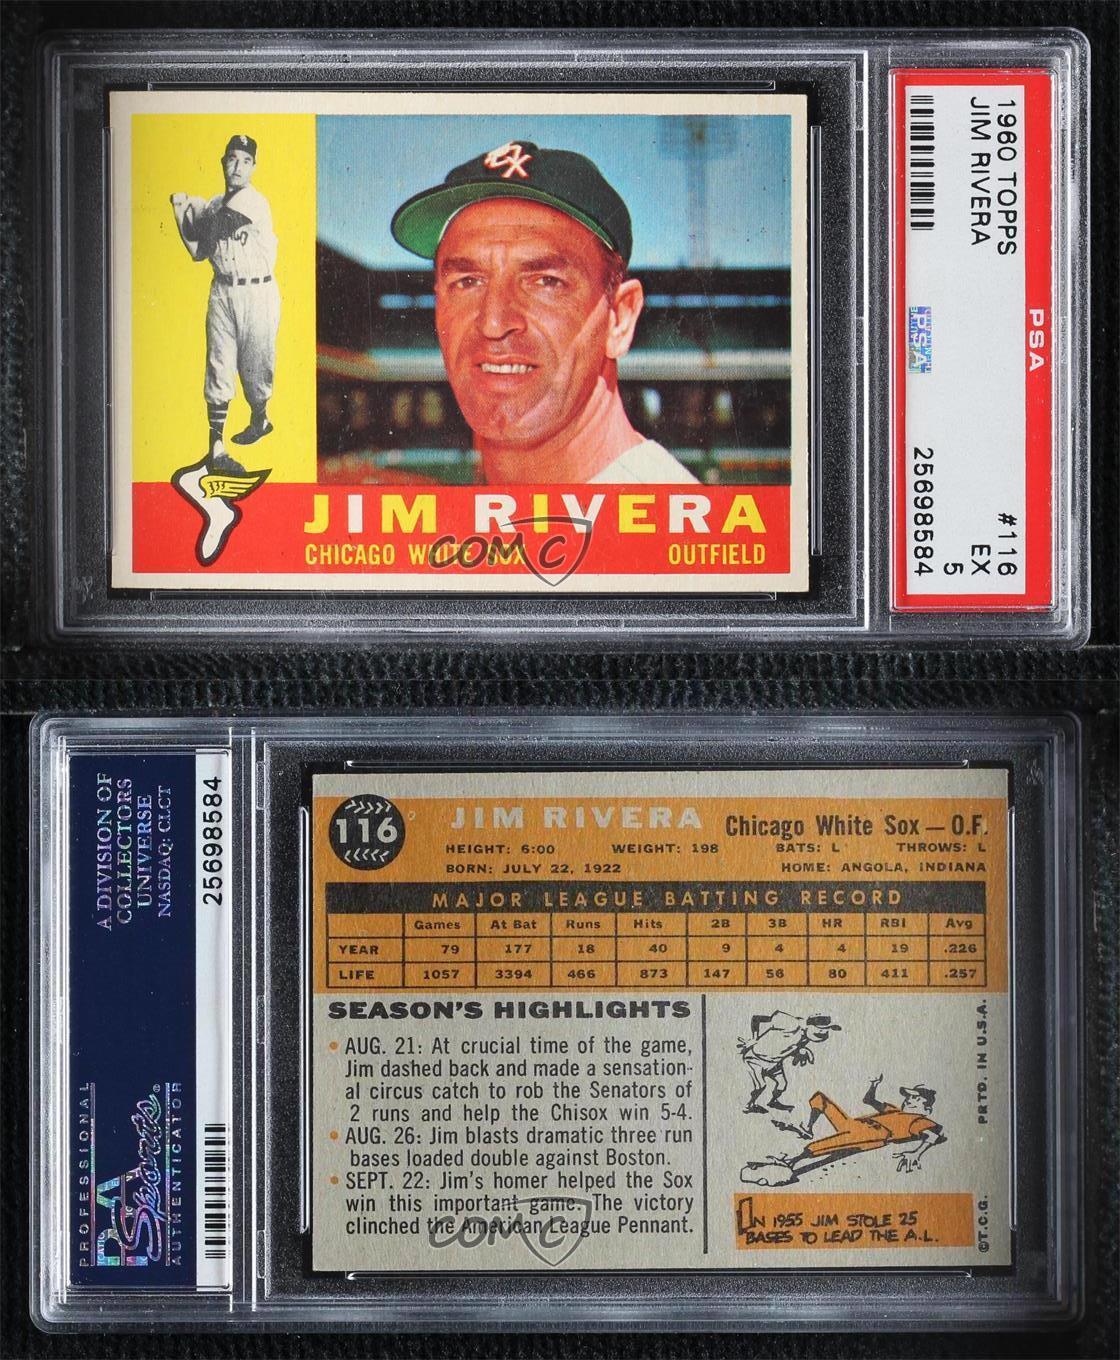 1960 TOPPS
JIM RIVERA
#116
EX
5
25698584
PSA
PSA
SOX
JIM RIVERA
CHICAGO WHITE SOX
OUTFIELD
COMC
A DIVISION OF
COLLECTORS
UNIVERSE
NASDAQ: CLCT
25698584
PROFESSIONAL
PSA
Sports
AUTHENTICATOR
116
JIM RIVERA
Chicago White Sox — O.F.
HEIGHT: 6:00 WEIGHT: 198 BATS: L THROWS: L
BORN: JULY 22, 1922 HOME: ANGOLA, INDIANA
MAJOR LEAGUE BATTING RECORD
Games At Bat Runs Hits 2B 3B HR RBI Avg
YEAR 79 177 18 40 9 4 4 19 .226
LIFE 1057 3394 466 873 147 56 80 411 .257
SEASON'S HIGHLIGHTS
• AUG. 21: At crucial time of the game,
Jim dashed back and made a sensation-
al circus catch to rob the Senators of
2 runs and help the Chisox win 5-4.
• AUG. 26: Jim blasts dramatic three run
bases loaded double against Boston.
• SEPT. 22: Jim's homer helped the Sox
win this important game. The victory
clinched the American League Pennant.
COMC
IN 1955 JIM STOLE 25
BASES TO LEAD THE A.L.
©T.C.G. PRTD. IN U.S.A.